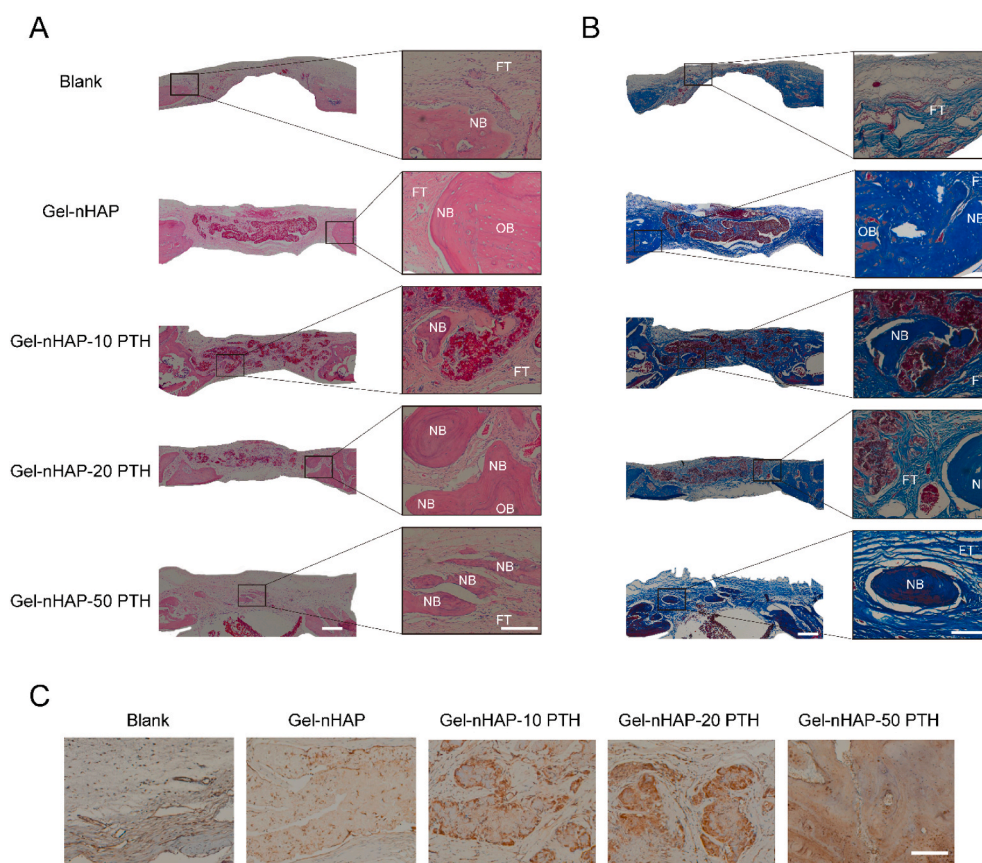 A
B
Blank
FT
NB
FT
Gel-nHAP
FT
NB
OB
FT
OB
NB
Gel-nHAP-10 PTH
NB
FT
NB
F
Gel-nHAP-20 PTH
NB
NB
OB
FT
N
Gel-nHAP-50 PTH
NB
NB
NB
FT
FT
NB
C
Blank
Gel-nHAP
Gel-nHAP-10 PTH
Gel-nHAP-20 PTH
Gel-nHAP-50 PTH